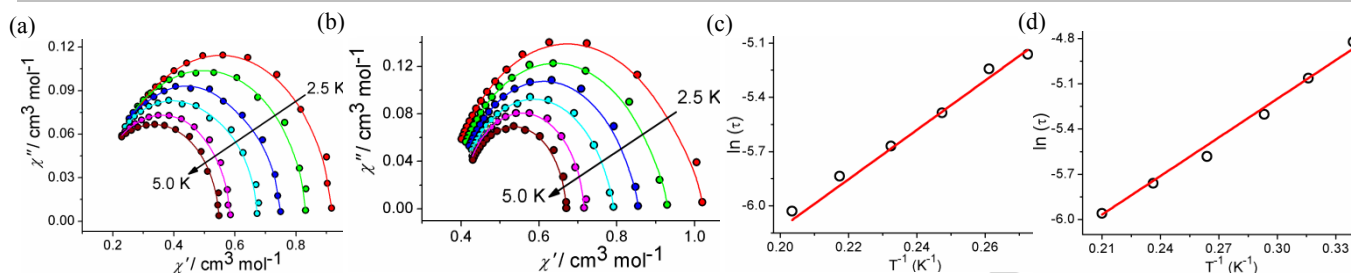 (a)
0.12
0.09
0.06
0.03
0.00
χ''/ cm³ mol⁻¹
2.5 K
5.0 K
0.2 0.4 0.6 0.8
χ'/ cm³ mol⁻¹
(b)
0.12
0.08
0.04
0.00
χ''/ cm³ mol⁻¹
2.5 K
5.0 K
0.4 0.6 0.8 1.0
χ'/ cm³ mol⁻¹
(c)
-5.1
-5.4
-5.7
-6.0
ln (τ)
0.20 0.22 0.24 0.26
T⁻¹ (K⁻¹)
(d)
-4.8
-5.1
-5.4
-5.7
-6.0
ln (τ)
0.21 0.24 0.27 0.30 0.33
T⁻¹ (K⁻¹)